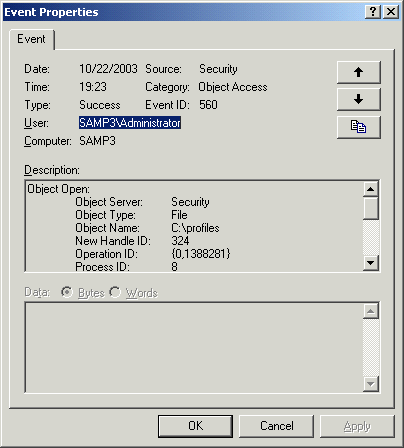 Event Properties
Event
Date: 10/22/2003 Source: Security
Time: 19:23 Category: Object Access
Type: Success Event ID: 560
User: SAMP3\Administrator
Computer: SAMP3
Description:
Object Open:
Object Server: Security
Object Type: File
Object Name: C:\profiles
New Handle ID: 324
Operation ID: {0,1388281}
Process ID: 8
Data: Bytes Words
OK Cancel Apply